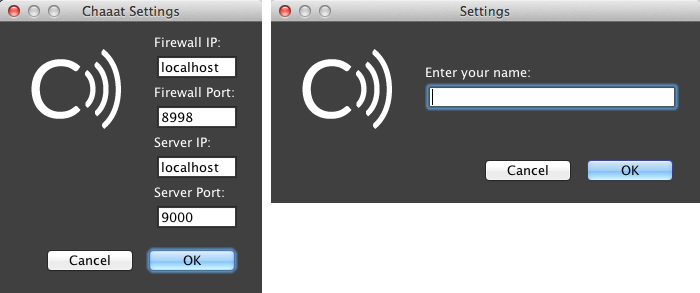 Chaaat Settings
Firewall IP:
localhost
Firewall Port:
8998
Server IP:
localhost
Server Port:
9000
Cancel
OK
Settings
Enter your name:
Cancel
OK